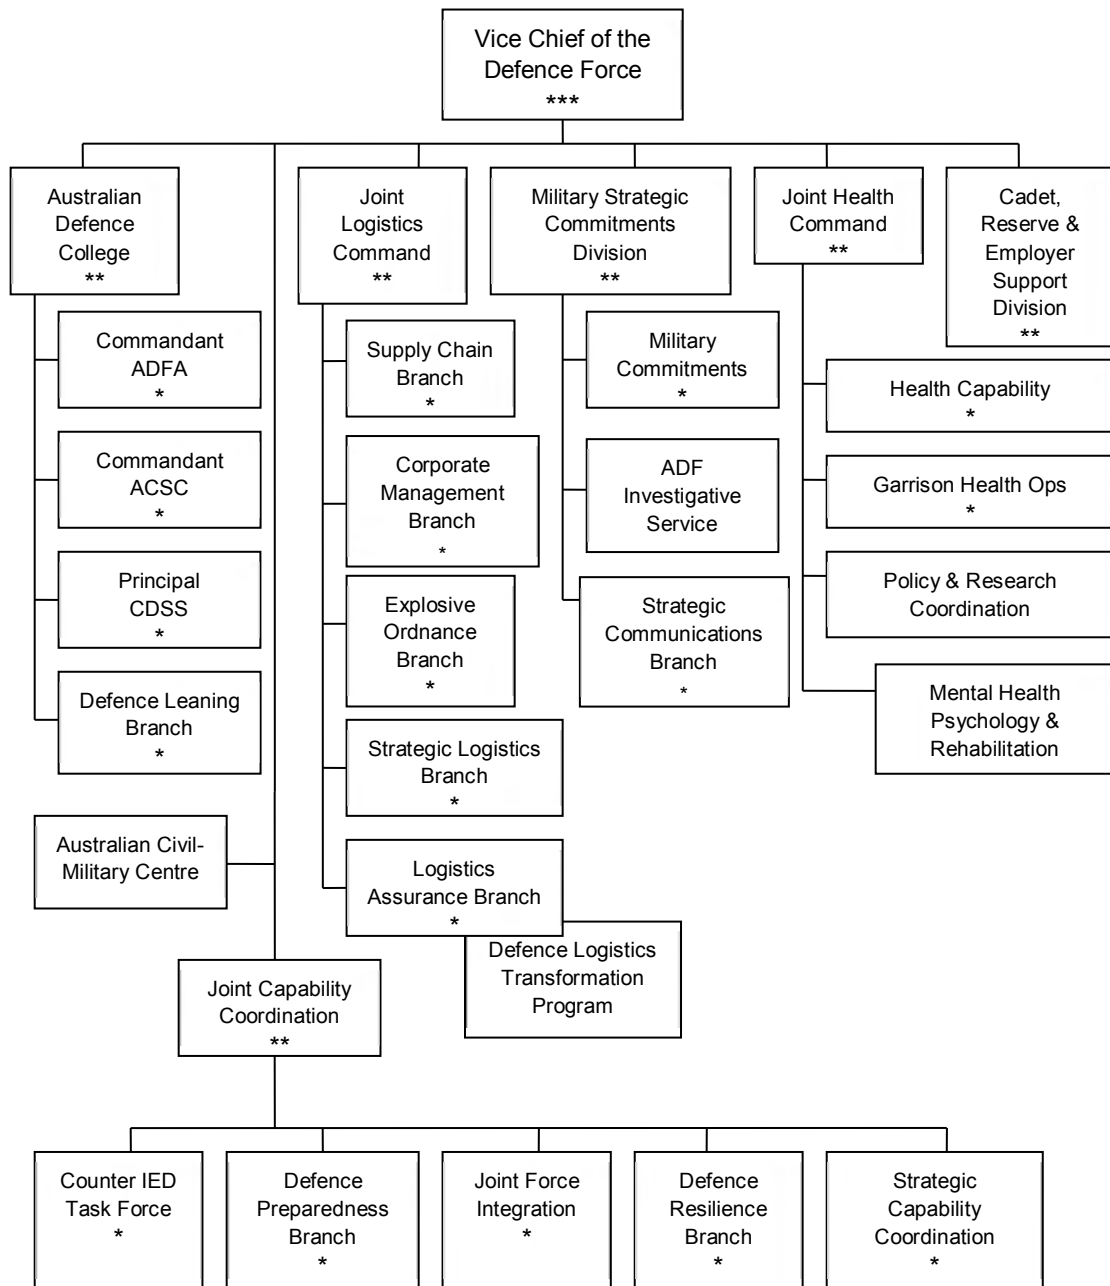 Vice Chief of the
Defence Force
***
Australian
Defence
College
**
Commandant
ADFA
*
Commandant
ACSC
*
Principal
CDSS
*
Defence Leaning
Branch
*
Australian Civil-
Military Centre
Joint
Logistics
Command
**
Supply Chain
Branch
*
Corporate
Management
Branch
*
Explosive
Ordnance
Branch
*
Strategic Logistics
Branch
*
Logistics
Assurance Branch
*
Defence Logistics
Transformation
Program
Military Strategic
Commitments
Division
**
Military
Commitments
*
ADF
Investigative
Service
Strategic
Communications
Branch
*
Joint Health
Command
**
Health Capability
*
Garrison Health Ops
*
Policy & Research
Coordination
Mental Health
Psychology &
Rehabilitation
Cadet,
Reserve &
Employer
Support
Division
**
Joint Capability
Coordination
**
Counter IED
Task Force
*
Defence
Preparedness
Branch
*
Joint Force
Integration
*
Defence
Resilience
Branch
*
Strategic
Capability
Coordination
*